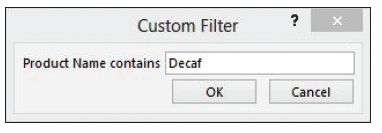 Custom Filter ? ×
Product Name contains Decaf
OK Cancel